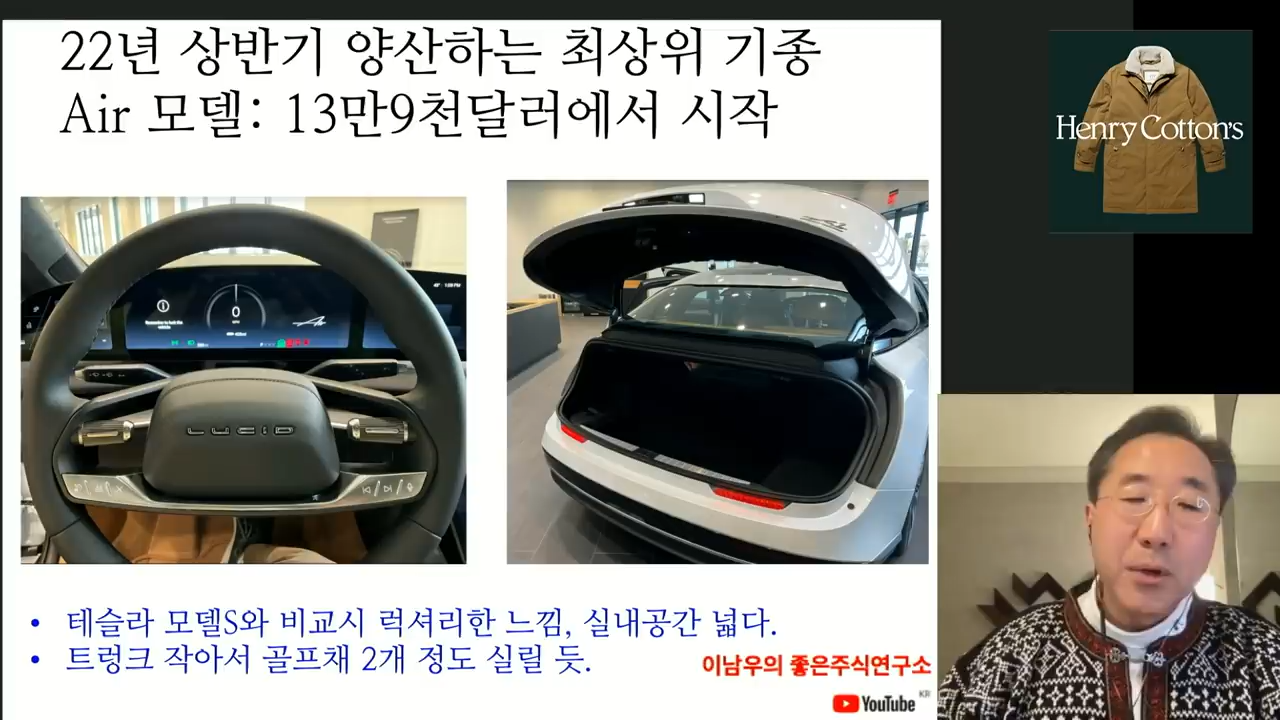 22년 상반기 양산하는 최상위 기종
Air 모델: 13만9천달러에서 시작
Henry Cotton's
0
LUCID
• 테슬라 모델S와 비교시 럭셔리한 느낌, 실내공간 넓다.
• 트렁크 작아서 골프채 2개 정도 실릴 듯.
이남우의 좋은주식연구소
YouTube KR